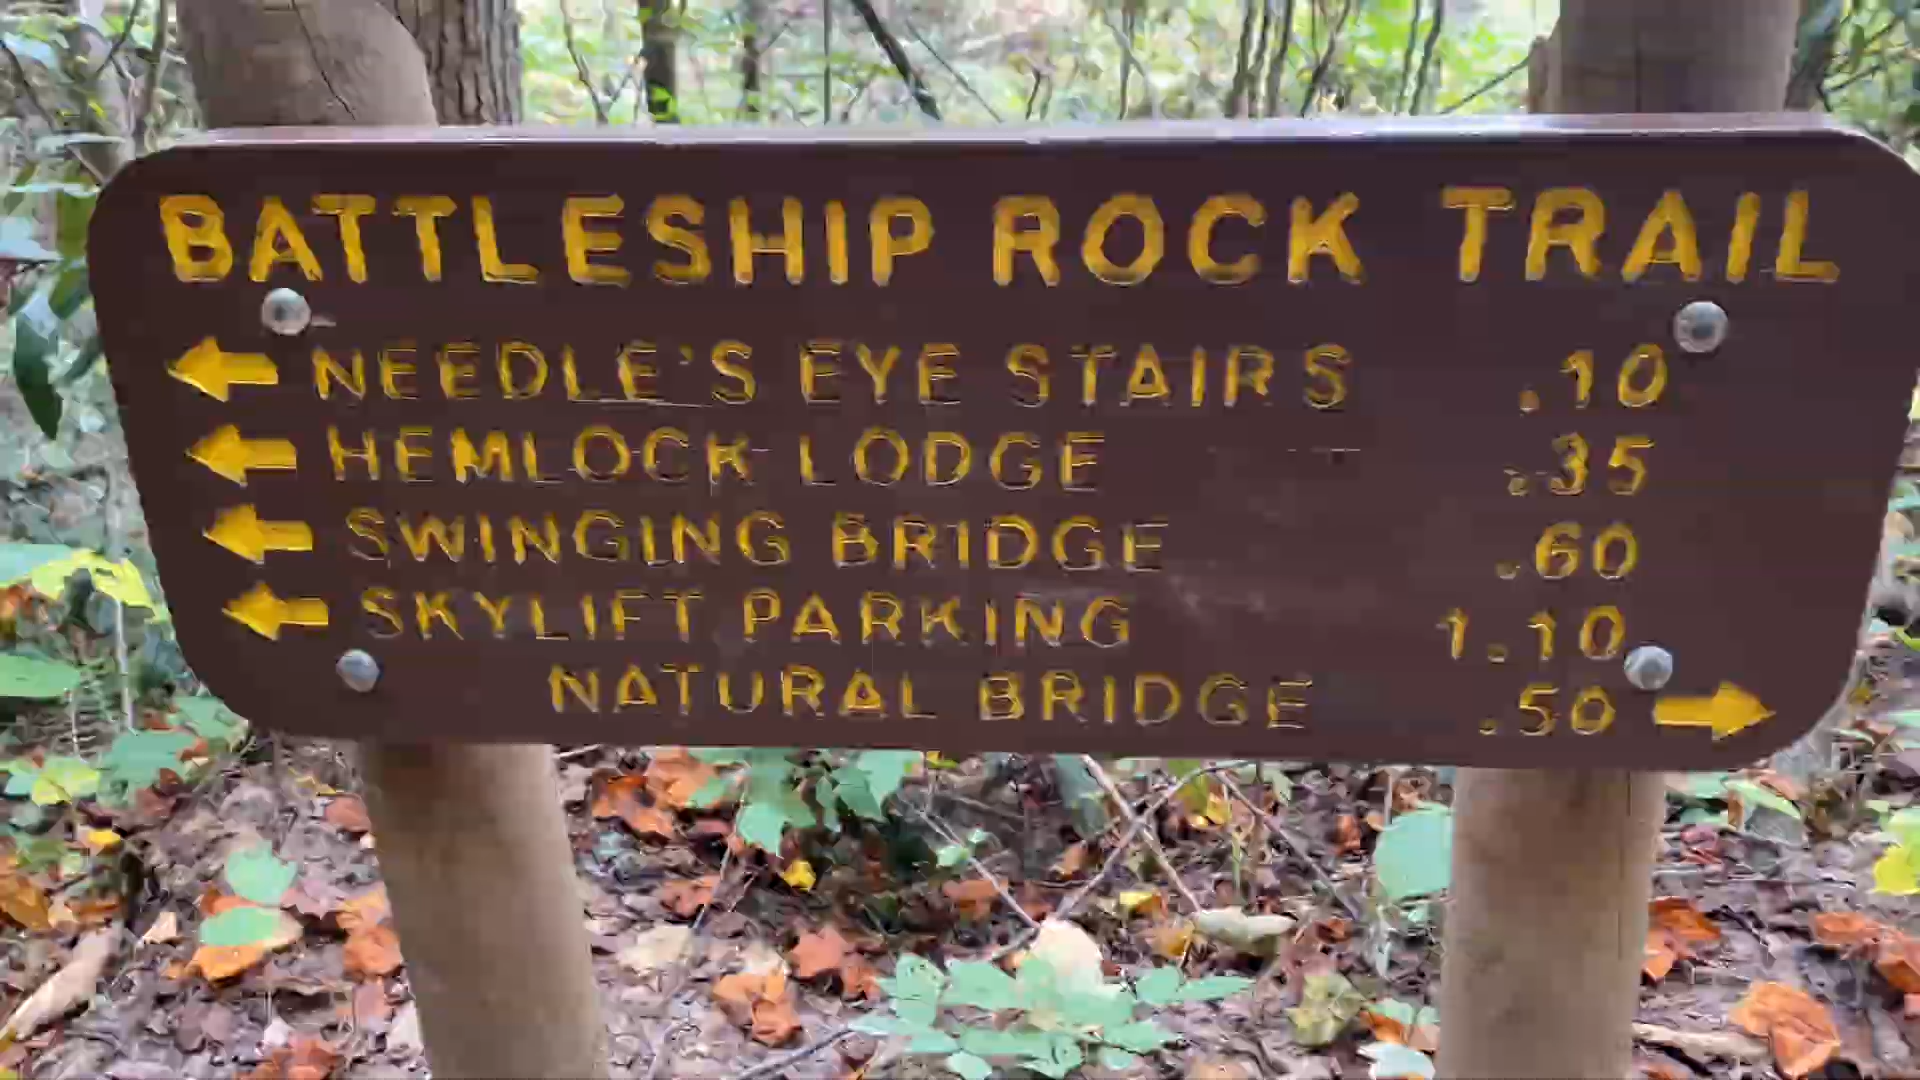 BATTLESHIP ROCK TRAIL
NEEDLE'S EYE STAIRS .10
HEMLOCK LODGE .35
SWINGING BRIDGE .60
SKYLIFT PARKING 1.10
NATURAL BRIDGE .50